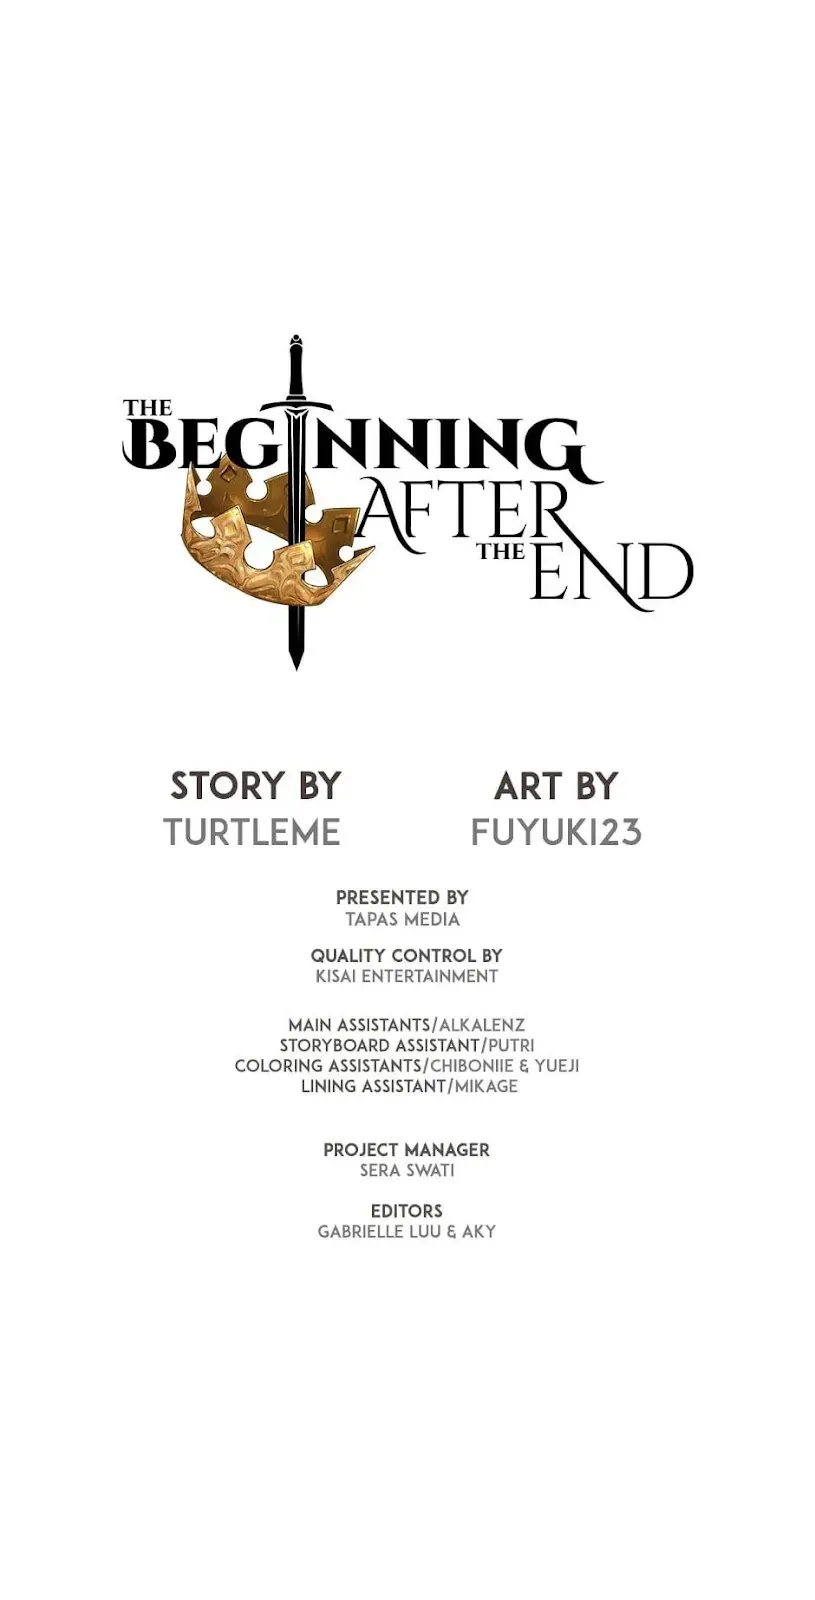 THE
BEGINNING
AFTER
THE END
STORY BY
TURTLEME
ART BY
FUYUKI23
PRESENTED BY
TAPAS MEDIA
QUALITY CONTROL BY
KISAI ENTERTAINMENT
MAIN ASSISTANTS/ALKALENZ
STORYBOARD ASSISTANT/PUTRI
COLORING ASSISTANTS/CHIBONIIE & YUEJI
LINING ASSISTANT/MIKAGE
PROJECT MANAGER
SERA SWATI
EDITORS
GABRIELLE LUU & AKY